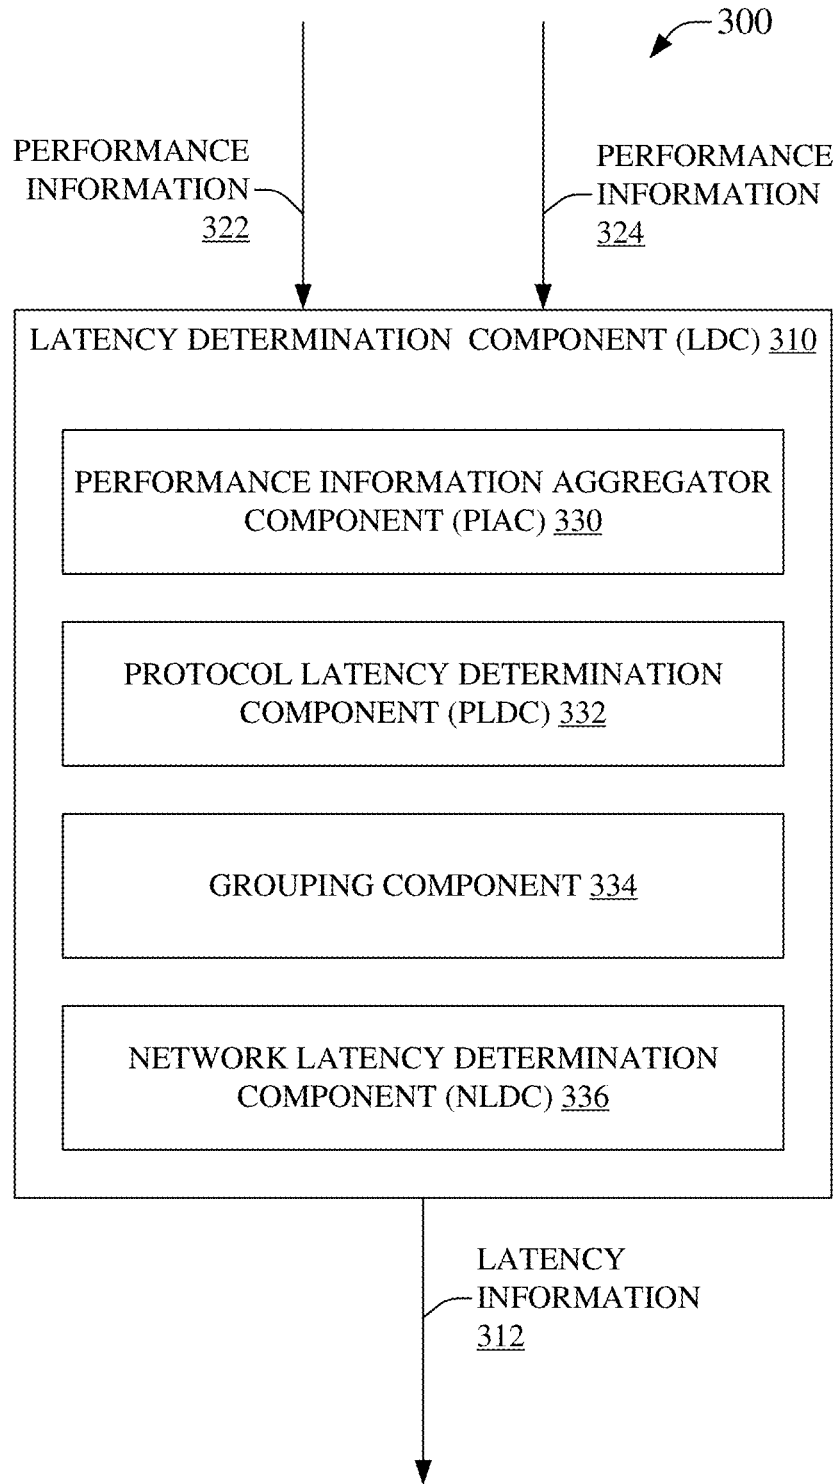 300
PERFORMANCE
INFORMATION
322
PERFORMANCE
INFORMATION
324
LATENCY DETERMINATION COMPONENT (LDC) 310
PERFORMANCE INFORMATION AGGREGATOR
COMPONENT (PIAC) 330
PROTOCOL LATENCY DETERMINATION
COMPONENT (PLDC) 332
GROUPING COMPONENT 334
NETWORK LATENCY DETERMINATION
COMPONENT (NLDC) 336
LATENCY
INFORMATION
312